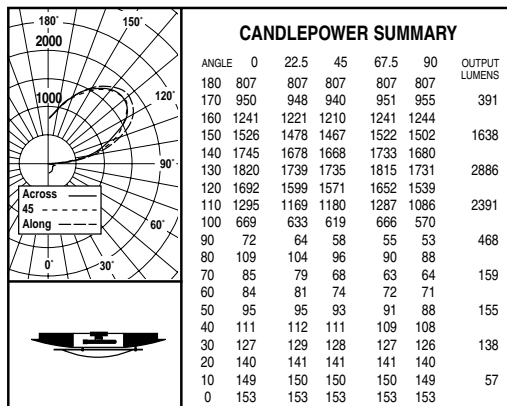 180°
150°
2000
1000
120°
90°
60°
30°
0°
Across
45
Along
CANDLEPOWER SUMMARY
ANGLE 0 22.5 45 67.5 90 OUTPUT LUMENS
180 807 807 807 807 807
170 950 948 940 951 955 391
160 1241 1221 1210 1241 1244
150 1526 1478 1467 1522 1502 1638
140 1745 1678 1668 1733 1680
130 1820 1739 1735 1815 1731 2886
120 1692 1599 1571 1652 1539
110 1295 1169 1180 1287 1086 2391
100 669 633 619 666 570
90 72 64 58 55 53 468
80 109 104 96 90 88
70 85 79 68 63 64 159
60 84 81 74 72 71
50 95 95 93 91 88 155
40 111 112 111 109 108
30 127 129 128 127 126 138
20 140 141 141 141 140
10 149 150 150 150 149 57
0 153 153 153 153 153